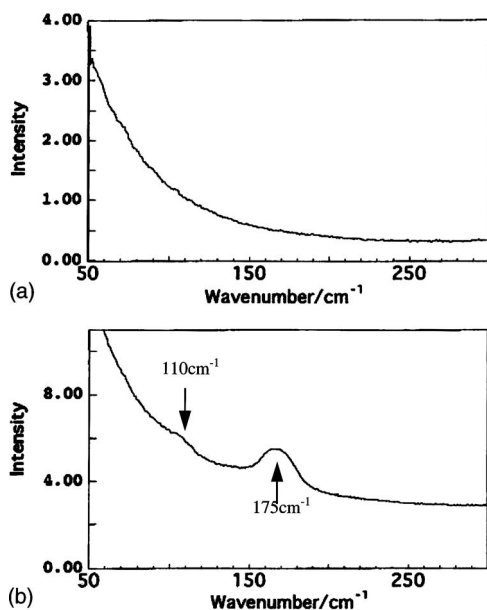 4.00
3.00
Intensity
2.00
1.00
0.00
50 150 250
(a) Wavenumber/cm⁻¹
110cm⁻¹
8.00
Intensity
4.00
175cm⁻¹
0.00
50 150 250
(b) Wavenumber/cm⁻¹